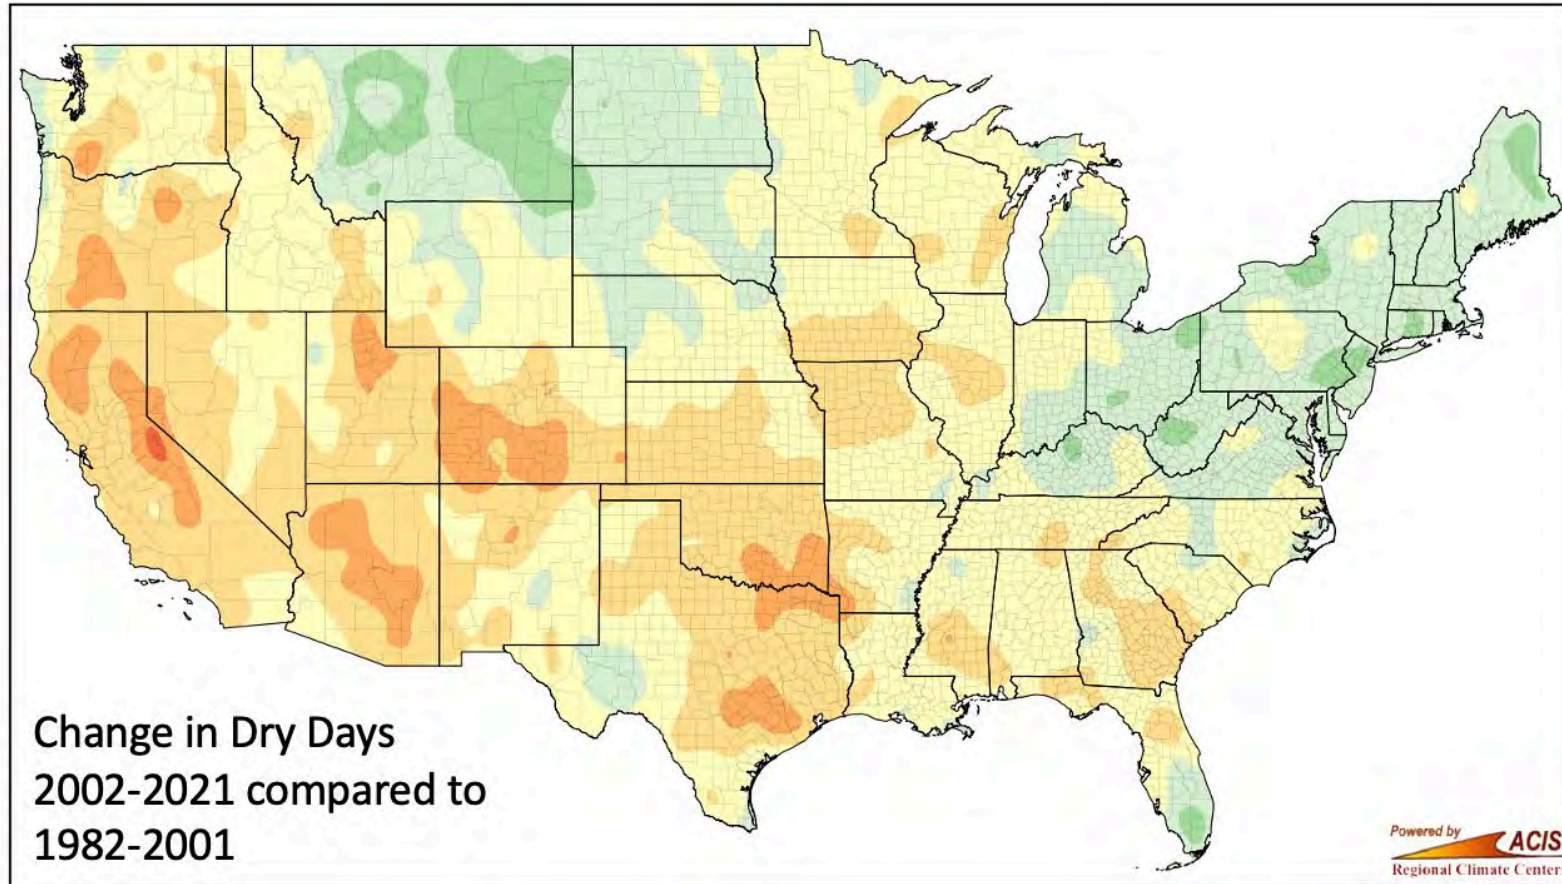 Change in Dry Days
2002-2021 compared to
1982-2001
Powered by
ACIS
Regional Climate Center